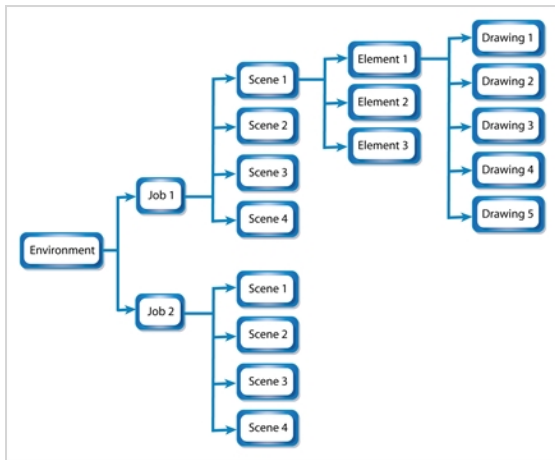 Environment
Job 1
Scene 1
Element 1
Drawing 1
Drawing 2
Drawing 3
Drawing 4
Drawing 5
Element 2
Element 3
Scene 2
Scene 3
Scene 4
Job 2
Scene 1
Scene 2
Scene 3
Scene 4